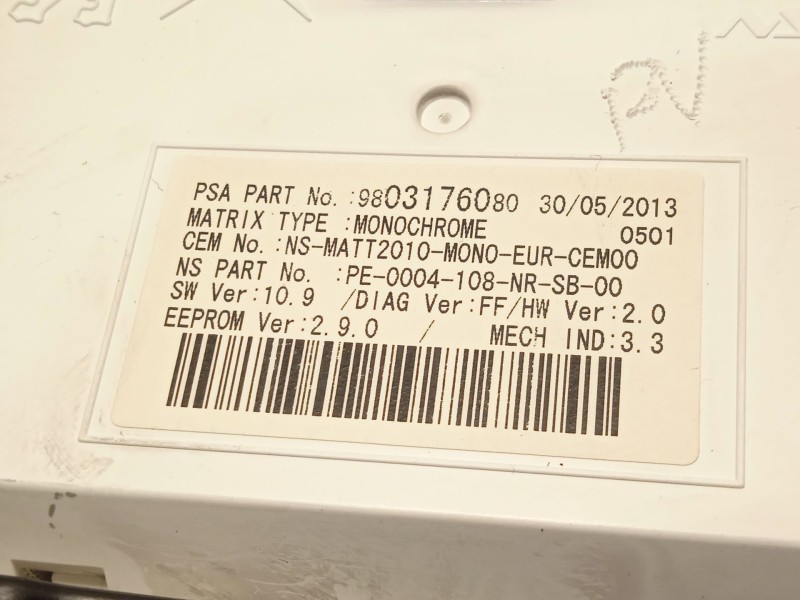 PSA PART No. :9803176080 30/05/2013
MATRIX TYPE :MONOCHROME 0501
CEM No. :NS-MATT2010-MONO-EUR-CEM00
NS PART No. :PE-0004-108-NR-SB-00
SW Ver:10.9 /DIAG Ver:FF/HW Ver:2.0
EEPROM Ver:2.9.0 / MECH IND:3.3